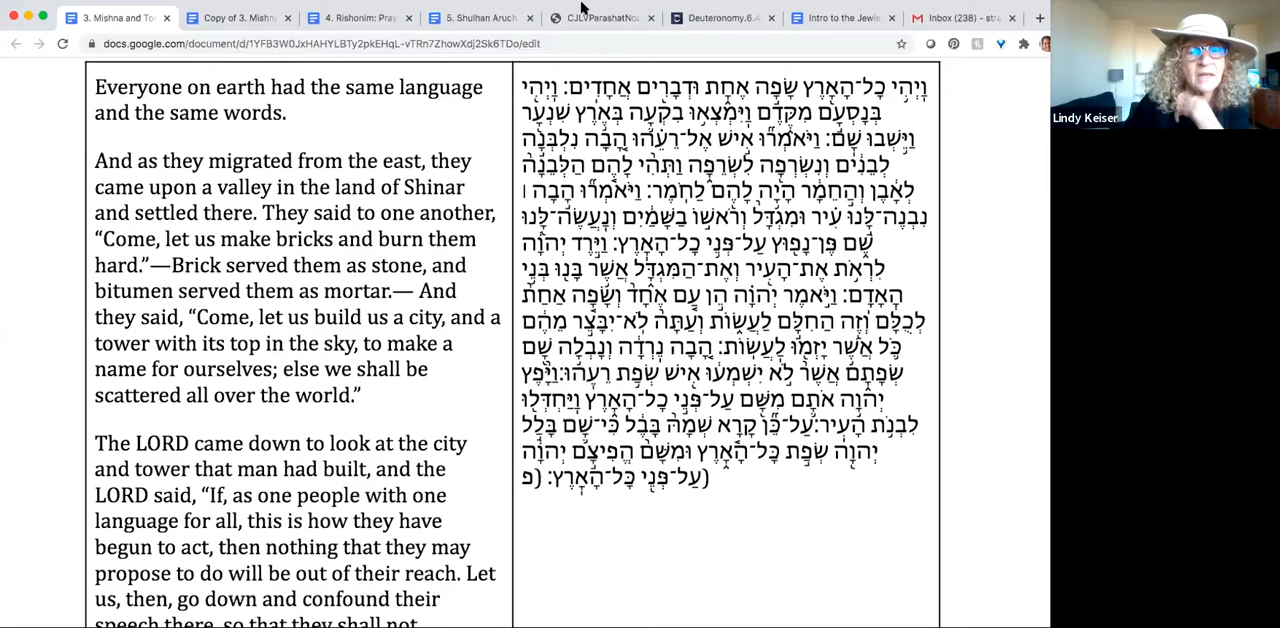 3. Mishna and To
Copy of 3. Mishn
4. Rishonim: Pray
5. Shulhan Aruch
CJLVParashatNoa
Deuteronomy.6.4
Intro to the Jewis
Inbox (238) - stre
docs.google.com/document/d/1YFB3W0JxHAHYLBTy2pkEHqL-vTRn7ZhowXdj2Sk6TDo/edit
Lindy Keiser
Everyone on earth had the same language
and the same words.
And as they migrated from the east, they
came upon a valley in the land of Shinar
and settled there. They said to one another,
“Come, let us make bricks and burn them
hard.”—Brick served them as stone, and
bitumen served them as mortar.— And
they said, “Come, let us build us a city, and a
tower with its top in the sky, to make a
name for ourselves; else we shall be
scattered all over the world.”
The LORD came down to look at the city
and tower that man had built, and the
LORD said, “If, as one people with one
language for all, this is how they have
begun to act, then nothing that they may
propose to do will be out of their reach. Let
us, then, go down and confound their
speech there, so that they shall not
וַיְהִ֥י כָל־הָאָ֖רֶץ שָׂפָ֣ה אֶחָ֑ת וּדְבָרִ֖ים אֲחָדִֽים׃ וַיְהִ֖י
בְּנׇסְעָ֣ם מִקֶּ֑דֶם וַֽיִּמְצְא֥וּ בִקְעָ֛ה בְּאֶ֥רֶץ שִׁנְעָ֖ר
וַיֵּ֥שְׁבוּ שָֽׁם׃ וַיֹּאמְר֞וּ אִ֣ישׁ אֶל־רֵעֵ֗הוּ הָ֚בָה נִלְבְּנָ֣ה
לְבֵנִ֔ים וְנִשְׂרְפָ֖ה לִשְׂרֵפָ֑ה וַתְּהִ֨י לָהֶ֤ם הַלְּבֵנָה֙
לְאָ֔בֶן וְהַ֣חֵמָ֔ר הָיָ֥ה לָהֶ֖ם לַחֹֽמֶר׃ וַיֹּאמְר֞וּ הָ֣בָה ׀
נִבְנֶה־לָּ֣נוּ עִ֗יר וּמִגְדָּל֙ וְרֹאשׁ֣וֹ בַשָּׁמַ֔יִם וְנַֽעֲשֶׂה־לָּ֖נוּ
שֵׁ֑ם פֶּן־נָפ֖וּץ עַל־פְּנֵ֥י כׇל־הָאָֽרֶץ׃ וַיֵּ֣רֶד יְהֹוָ֔ה
לִרְאֹ֥ת אֶת־הָעִ֖יר וְאֶת־הַמִּגְדָּ֑ל אֲשֶׁ֥ר בָּנ֖וּ בְּנֵ֥י
הָאָדָֽם׃ וַיֹּ֣אמֶר יְהֹוָ֗ה הֵ֣ן עַ֤ם אֶחָד֙ וְשָׂפָ֤ה אַחַת֙
לְכֻלָּ֔ם וְזֶ֖ה הַחִלָּ֣ם לַעֲשׂ֑וֹת וְעַתָּה֙ לֹֽא־יִבָּצֵ֣ר מֵהֶ֔ם
כֹּ֛ל אֲשֶׁ֥ר יָזְמ֖וּ לַֽעֲשֽׂוֹת׃ הָ֚בָה נֵֽרְדָ֔ה וְנָבְלָ֥ה שָׁ֖ם
שְׂפָתָ֑ם אֲשֶׁר֙ לֹ֣א יִשְׁמְע֔וּ אִ֖ישׁ שְׂפַ֥ת רֵעֵֽהוּ׃וַיָּ֨פֶץ
יְהֹוָ֥ה אֹתָ֛ם מִשָּׁ֖ם עַל־פְּנֵ֣י כׇל־הָאָ֑רֶץ וַֽיַּחְדְּל֖וּ
לִבְנֹ֥ת הָעִֽיר׃עַל־כֵּ֞ן קָרָ֤א שְׁמָהּ֙ בָּבֶ֔ל כִּי־שָׁ֛ם בָּלַ֥ל
יְהֹוָ֖ה שְׂפַ֣ת כׇּל־הָאָ֑רֶץ וּמִשָּׁם֙ הֱפִיצָ֣ם יְהֹוָ֔ה
עַל־פְּנֵ֖י כׇּל־הָאָֽרֶץ׃ (פ)